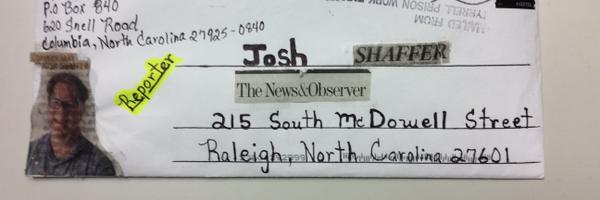 P.O Box 840
620 Snell Road
Columbia, North Carolina 27925-0840
MAILED FROM
TYRRELL PRISON WORK
Josh SHAFFER
Reporter
The News&Observer
215 South McDowell Street
Raleigh, North Carolina 27601